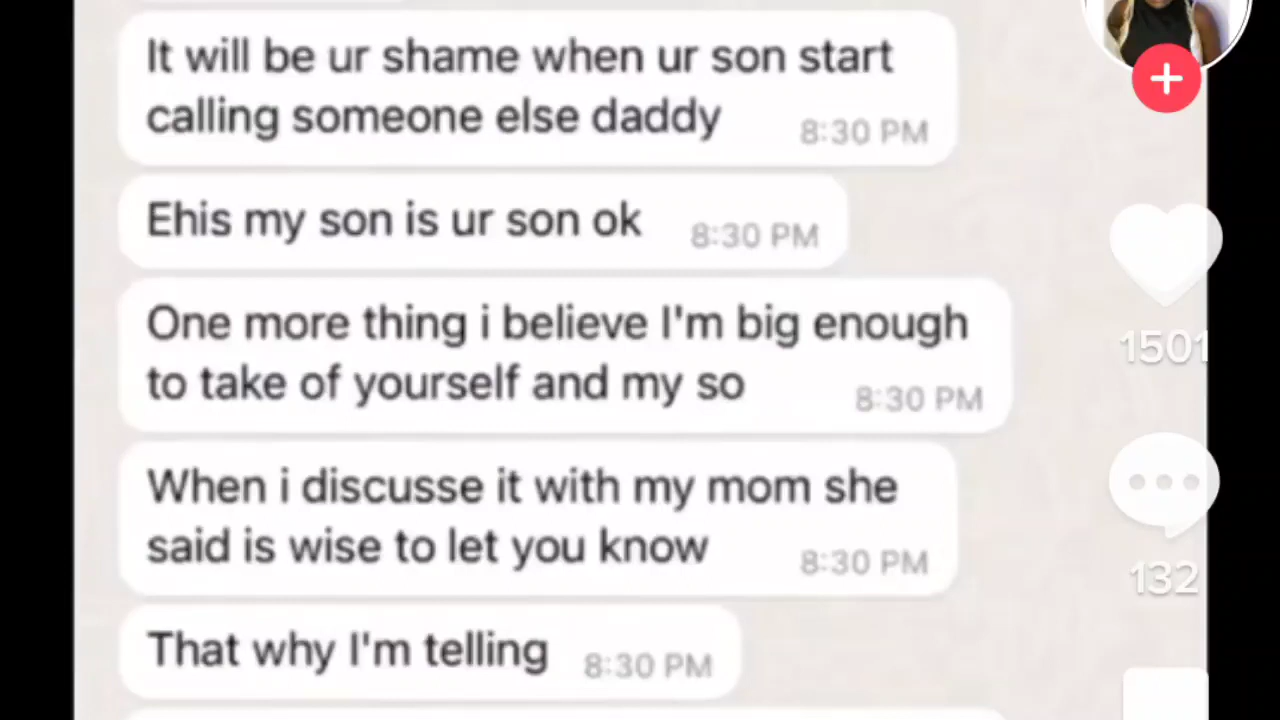 It will be ur shame when ur son start
calling someone else daddy 8:30 PM
Ehis my son is ur son ok 8:30 PM
One more thing i believe I'm big enough
to take of yourself and my so 8:30 PM
When i discusse it with my mom she
said is wise to let you know 8:30 PM
That why I'm telling 8:30 PM
1501
132